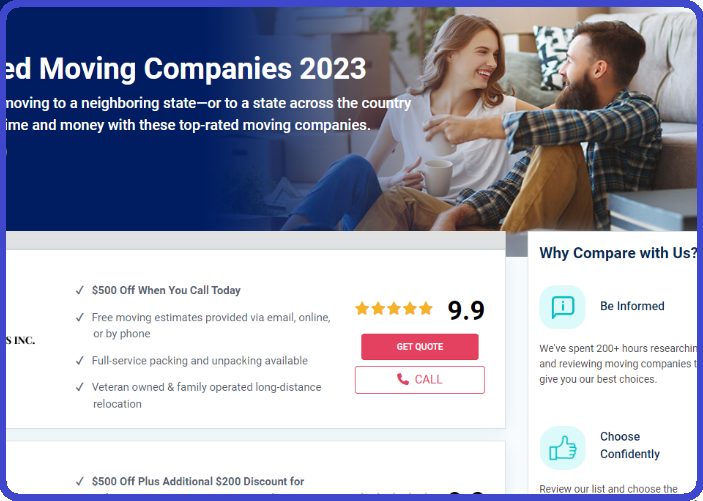 ed Moving Companies 2023
moving to a neighboring state—or to a state across the country
ime and money with these top-rated moving companies.
S INC.
✓ $500 Off When You Call Today
✓ Free moving estimates provided via email, online,
or by phone
✓ Full-service packing and unpacking available
✓ Veteran owned & family operated long-distance
relocation
9.9
GET QUOTE
CALL
✓ $500 Off Plus Additional $200 Discount for
Why Compare with Us?
Be Informed
We've spent 200+ hours researchin
and reviewing moving companies t
give you our best choices.
Choose
Confidently
Review our list and choose the